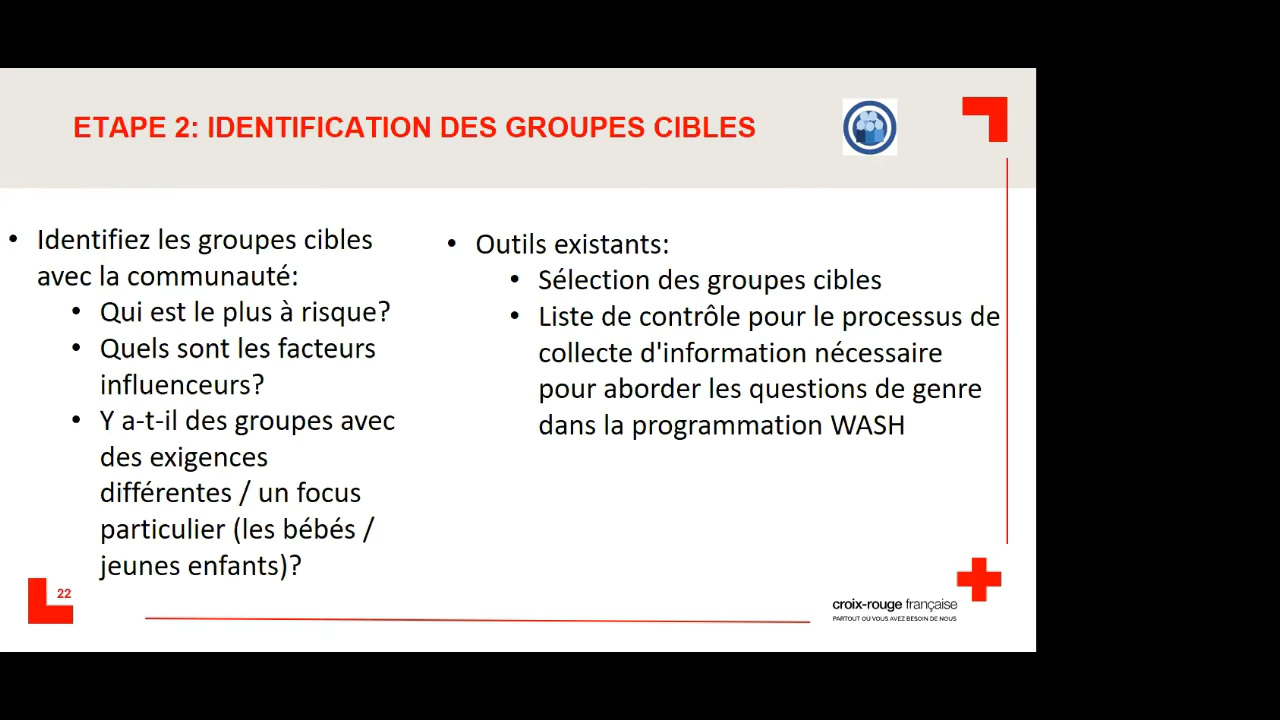 ETAPE 2: IDENTIFICATION DES GROUPES CIBLES
• Identifiez les groupes cibles
avec la communauté:
• Qui est le plus à risque?
• Quels sont les facteurs
influenceurs?
• Y a-t-il des groupes avec
des exigences
différentes / un focus
particulier (les bébés /
jeunes enfants)?
• Outils existants:
• Sélection des groupes cibles
• Liste de contrôle pour le processus de
collecte d'information nécessaire
pour aborder les questions de genre
dans la programmation WASH
22
croix-rouge française
PARTOUT OÙ VOUS AVEZ BESOIN DE NOUS